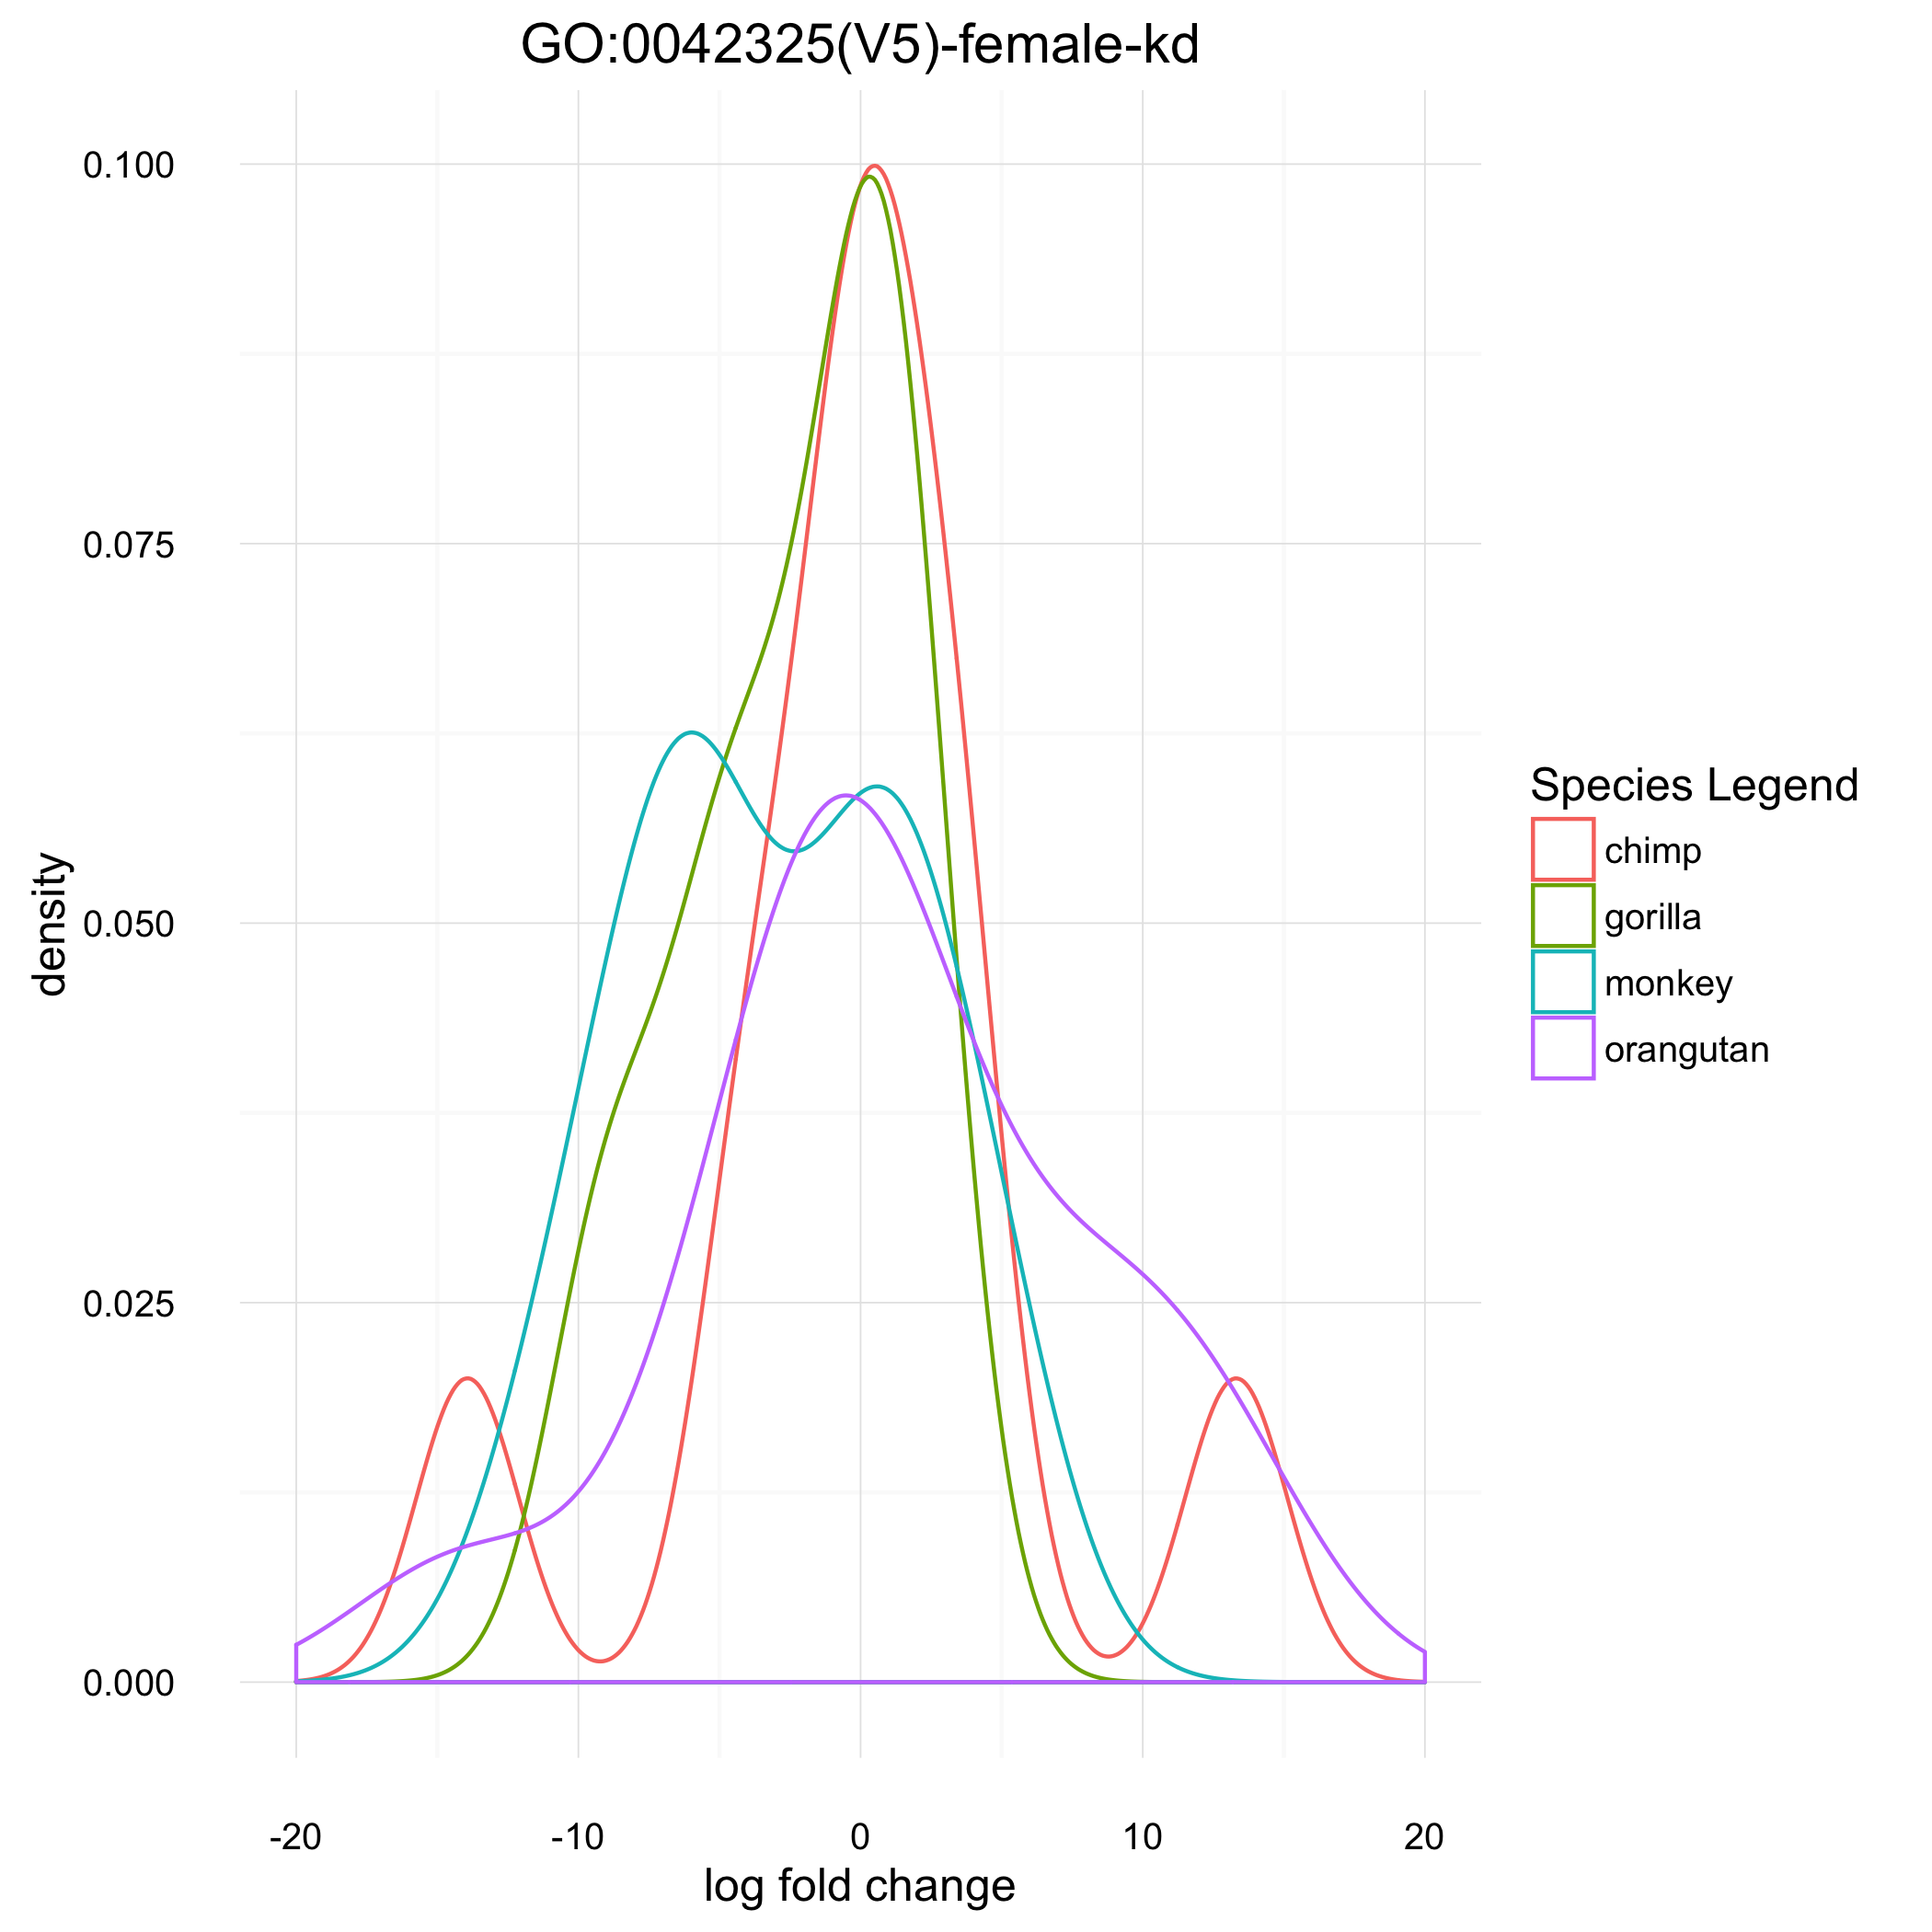 GO:0042325(V5)-female-kd
0.100
0.075
0.050
0.025
0.000
density
-20 -10 0 10 20
log fold change
Species Legend
chimp
gorilla
monkey
orangutan